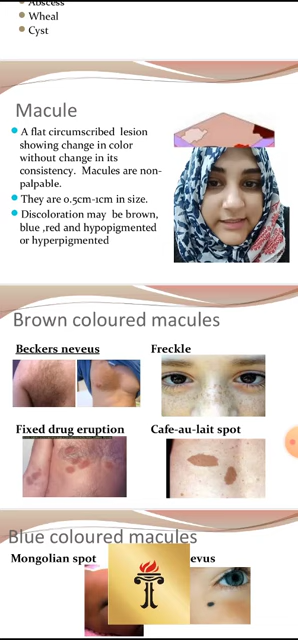 Abscess
Wheal
Cyst
Macule
A flat circumscribed lesion
showing change in color
without change in its
consistency. Macules are non-
palpable.
They are 0.5cm-1cm in size.
Discoloration may be brown,
blue ,red and hypopigmented
or hyperpigmented
Brown coloured macules
Beckers neveus
Freckle
Fixed drug eruption
Cafe-au-lait spot
Blue coloured macules
Mongolian spot
evus